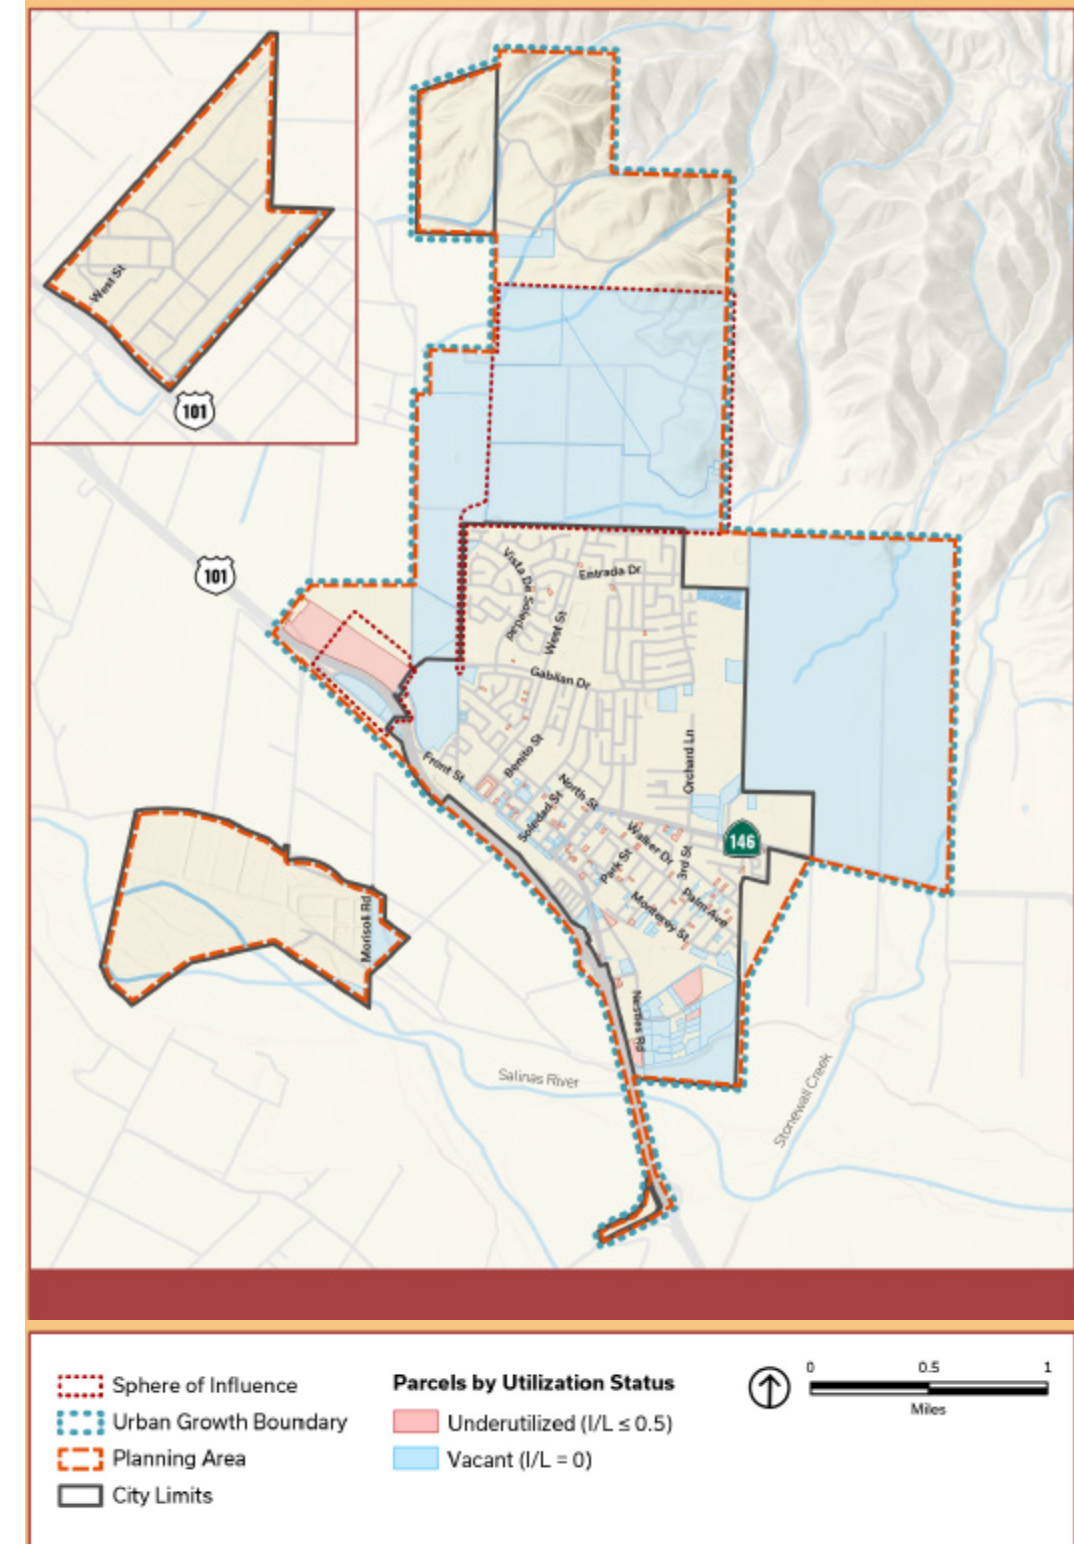 West St
101
101
Vista De Soledad
Entrada Dr
West St
Gabilan Dr
Orchard Ln
Front St
Benito St
North St
Soledad St
146
Walker Dr
3rd St
Park St
Palm Ave
Monterey St
Morisoli Rd
Nestles Rd
Salinas River
Stonewall Creek
Sphere of Influence
Urban Growth Boundary
Planning Area
City Limits
Parcels by Utilization Status
Underutilized (I/L ≤ 0.5)
Vacant (I/L = 0)
0 0.5 1
Miles